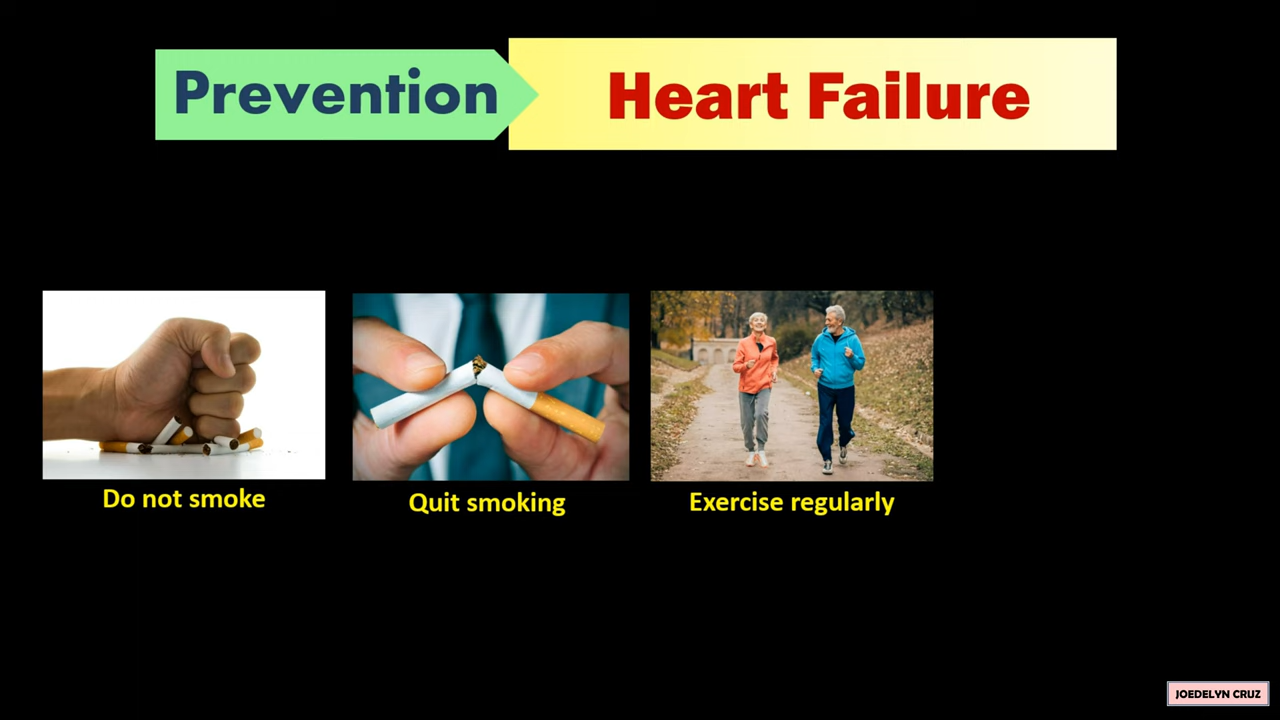 Prevention
Heart Failure
Do not smoke
Quit smoking
Exercise regularly
JOEDELYN CRUZ